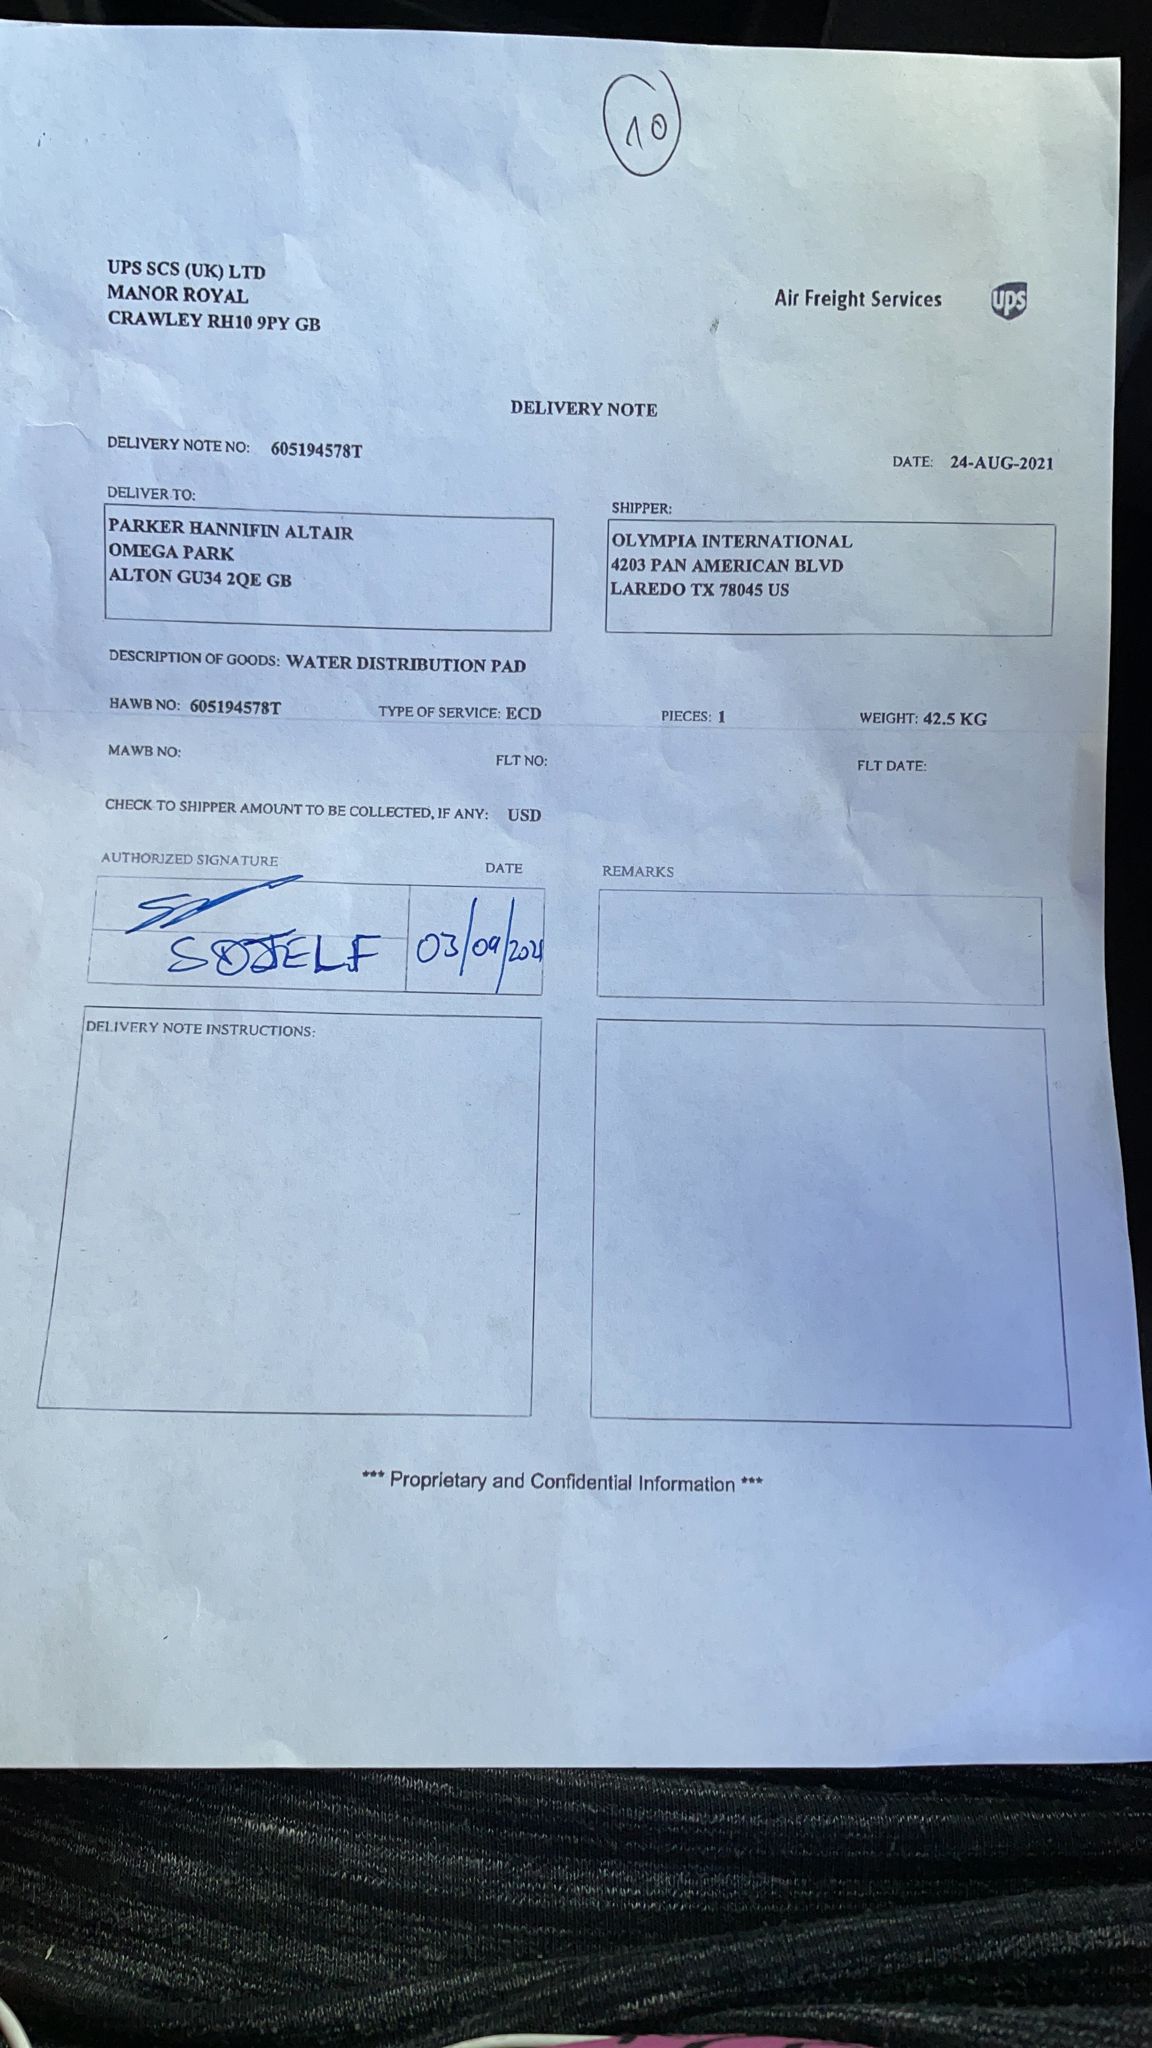 10
UPS SCS (UK) LTD
MANOR ROYAL
CRAWLEY RH10 9PY GB
Air Freight Services ups
DELIVERY NOTE
DELIVERY NOTE NO: 605194578T
DATE: 24-AUG-2021
DELIVER TO:
PARKER HANNIFIN ALTAIR
OMEGA PARK
ALTON GU34 2QE GB
SHIPPER:
OLYMPIA INTERNATIONAL
4203 PAN AMERICAN BLVD
LAREDO TX 78045 US
DESCRIPTION OF GOODS: WATER DISTRIBUTION PAD
HAWB NO: 605194578T TYPE OF SERVICE: ECD PIECES: 1 WEIGHT: 42.5 KG
MAWB NO: FLT NO: FLT DATE:
CHECK TO SHIPPER AMOUNT TO BE COLLECTED, IF ANY: USD
AUTHORIZED SIGNATURE DATE REMARKS
SOJELF 03/09/2021
DELIVERY NOTE INSTRUCTIONS:
*** Proprietary and Confidential Information ***